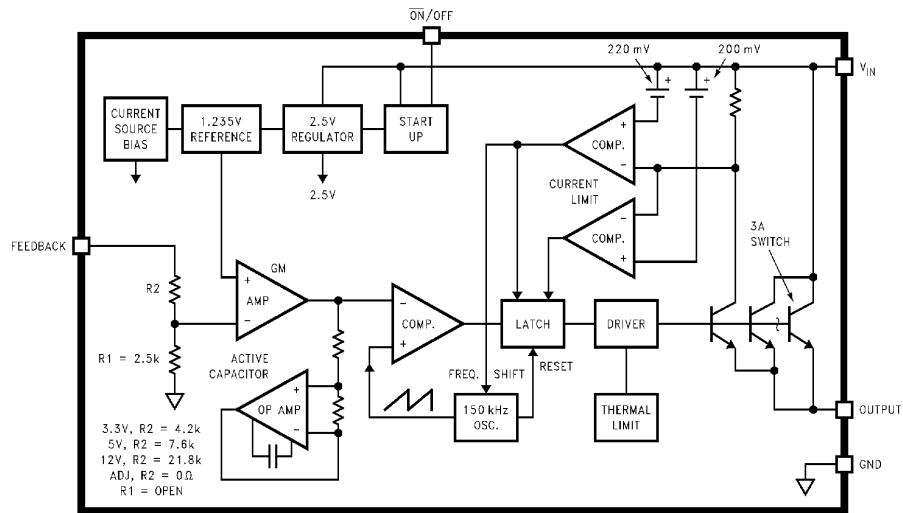 ON/OFF
220 mV
200 mV
VIN
CURRENT
SOURCE
BIAS
1.235V
REFERENCE
2.5V
REGULATOR
START
UP
2.5V
+
+
+
COMP.
−
CURRENT
LIMIT
−
COMP.
+
3A
SWITCH
FEEDBACK
R2
R1 = 2.5k
GM
+
AMP
−
−
COMP.
+
LATCH
DRIVER
ACTIVE
CAPACITOR
+
OP AMP
−
FREQ. SHIFT
RESET
150 kHz
OSC.
THERMAL
LIMIT
OUTPUT
GND
3.3V, R2 = 4.2k
5V, R2 = 7.6k
12V, R2 = 21.8k
ADJ, R2 = 0Ω
R1 = OPEN